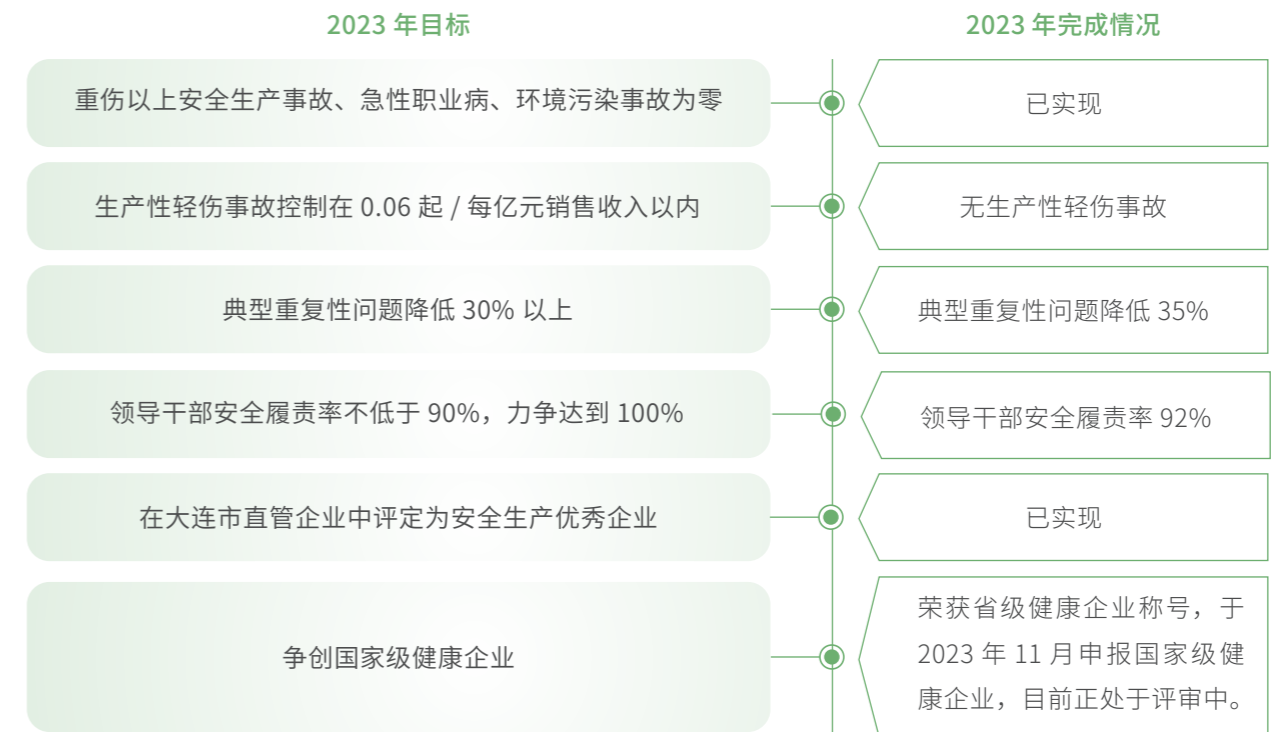 2023 年目标
2023 年完成情况
重伤以上安全生产事故、急性职业病、环境污染事故为零
已实现
生产性轻伤事故控制在 0.06 起 / 每亿元销售收入以内
无生产性轻伤事故
典型重复性问题降低 30% 以上
典型重复性问题降低 35%
领导干部安全履责率不低于 90%，力争达到 100%
领导干部安全履责率 92%
在大连市直管企业中评定为安全生产优秀企业
已实现
争创国家级健康企业
荣获省级健康企业称号，于
2023 年 11 月申报国家级健
康企业，目前正处于评审中。